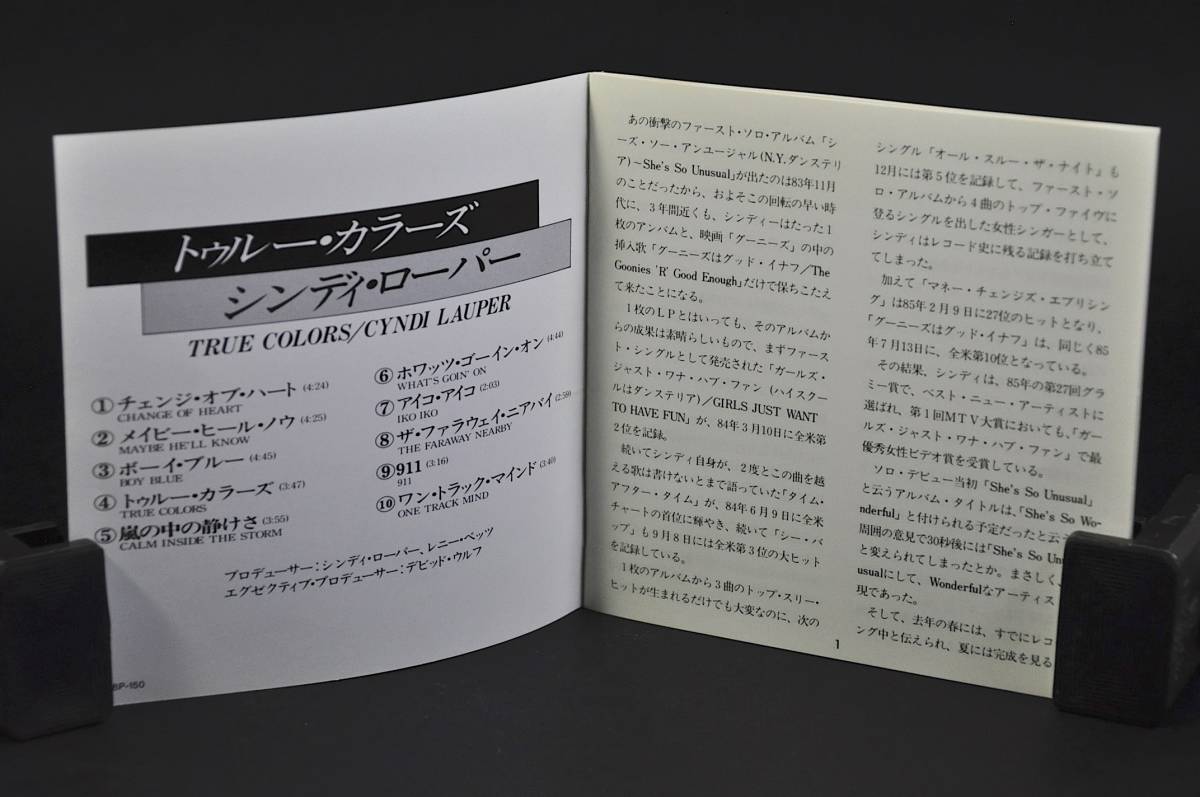 トゥルー・カラーズ
シンディ・ローパー
TRUE COLORS/CYNDI LAUPER
①チェンジ・オブ・ハート (4:24)
CHANGE OF HEART
②メイビー・ヒール・ノウ (4:25)
MAYBE HE'LL KNOW
③ボーイ・ブルー (4:45)
BOY BLUE
④トゥルー・カラーズ (3:47)
TRUE COLORS
⑤嵐の中の静けさ (3:55)
CALM INSIDE THE STORM
⑥ホワッツ・ゴーイン・オン (4:44)
WHAT'S GOIN' ON
⑦アイコ・アイコ (2:03)
IKO IKO
⑧ザ・ファラウェイ・ニアバイ (2:59)
THE FARAWAY NEARBY
⑨911 (3:16)
911
⑩ワン・トラック・マインド (3:40)
ONE TRACK MIND
プロデューサー:シンディ・ローパー、レニー・ペッツ
エグゼクティブ・プロデューサー:デビッド・ウルフ
8P-150
あの衝撃のファースト・ソロ・アルバム「シ
ーズ・ソー・アンユージャル(N.Y.ダンステリ
ア)〜She's So Unusual」が出たのは83年11月
のことだったから、およそこの回転の早い時
代に、3年間近くも、シンディーはたった1
枚のアンバムと、映画「グーニーズ」の中の
挿入歌「グーニーズはグッド・イナフ/The
Goonies 'R' Good Enough」だけで保ちこたえ
て来たことになる。
1枚のLPとはいっても、そのアルバムか
らの成果は素晴らしいもので、まずファース
ト・シングルとして発売された「ガールズ・
ジャスト・ワナ・ハブ・ファン (ハイスクー
ルはダンステリア)/GIRLS JUST WANT
TO HAVE FUN」が、84年3月10日に全米第
2位を記録。
続いてシンディ自身が、2度とこの曲を越
える歌は書けないとまで語っていた「タイム・
アフター・タイム」が、84年6月9日に全米
チャートの首位に輝やき、続いて「シー・バ
ップ」も9月8日には全米第3位の大ヒット
を記録している。
1枚のアルバムから3曲のトップ・スリー・
ヒットが生まれるだけでも大変なのに、次の
1
シングル「オール・スルー・ザ・ナイト」も
12月には第5位を記録して、ファースト・ソ
ロ・アルバムから4曲のトップ・ファイヴに
登るシングルを出した女性シンガーとして、
シンディはレコード史に残る記録を打ち立て
てしまった。
加えて「マネー・チェンジズ・エブリシン
グ」は85年2月9日に27位のヒットとなり、
「グーニーズはグッド・イナフ」は、同じく85
年7月13日に、全米第10位となっている。
その結果、シンディは、85年の第27回グラ
ミー賞で、ベスト・ニュー・アーティストに
選ばれ、第1回MTV大賞においても、「ガー
ルズ・ジャスト・ワナ・ハブ・ファン」で最
優秀女性ビデオ賞を受賞している。
ソロ・デビュー当初「She's So Unusual」
と云うアルバム・タイトルは、「She's So Wo-
nderful」と付けられる予定だったと云
周囲の意見で30秒後には「She's So Un
と変えられてしまったとか。まさしく、
usualにして、Wonderfulなアーティス
現であった。
そして、去年の春には、すでにレコ
ング中と伝えられ、夏には完成を見る